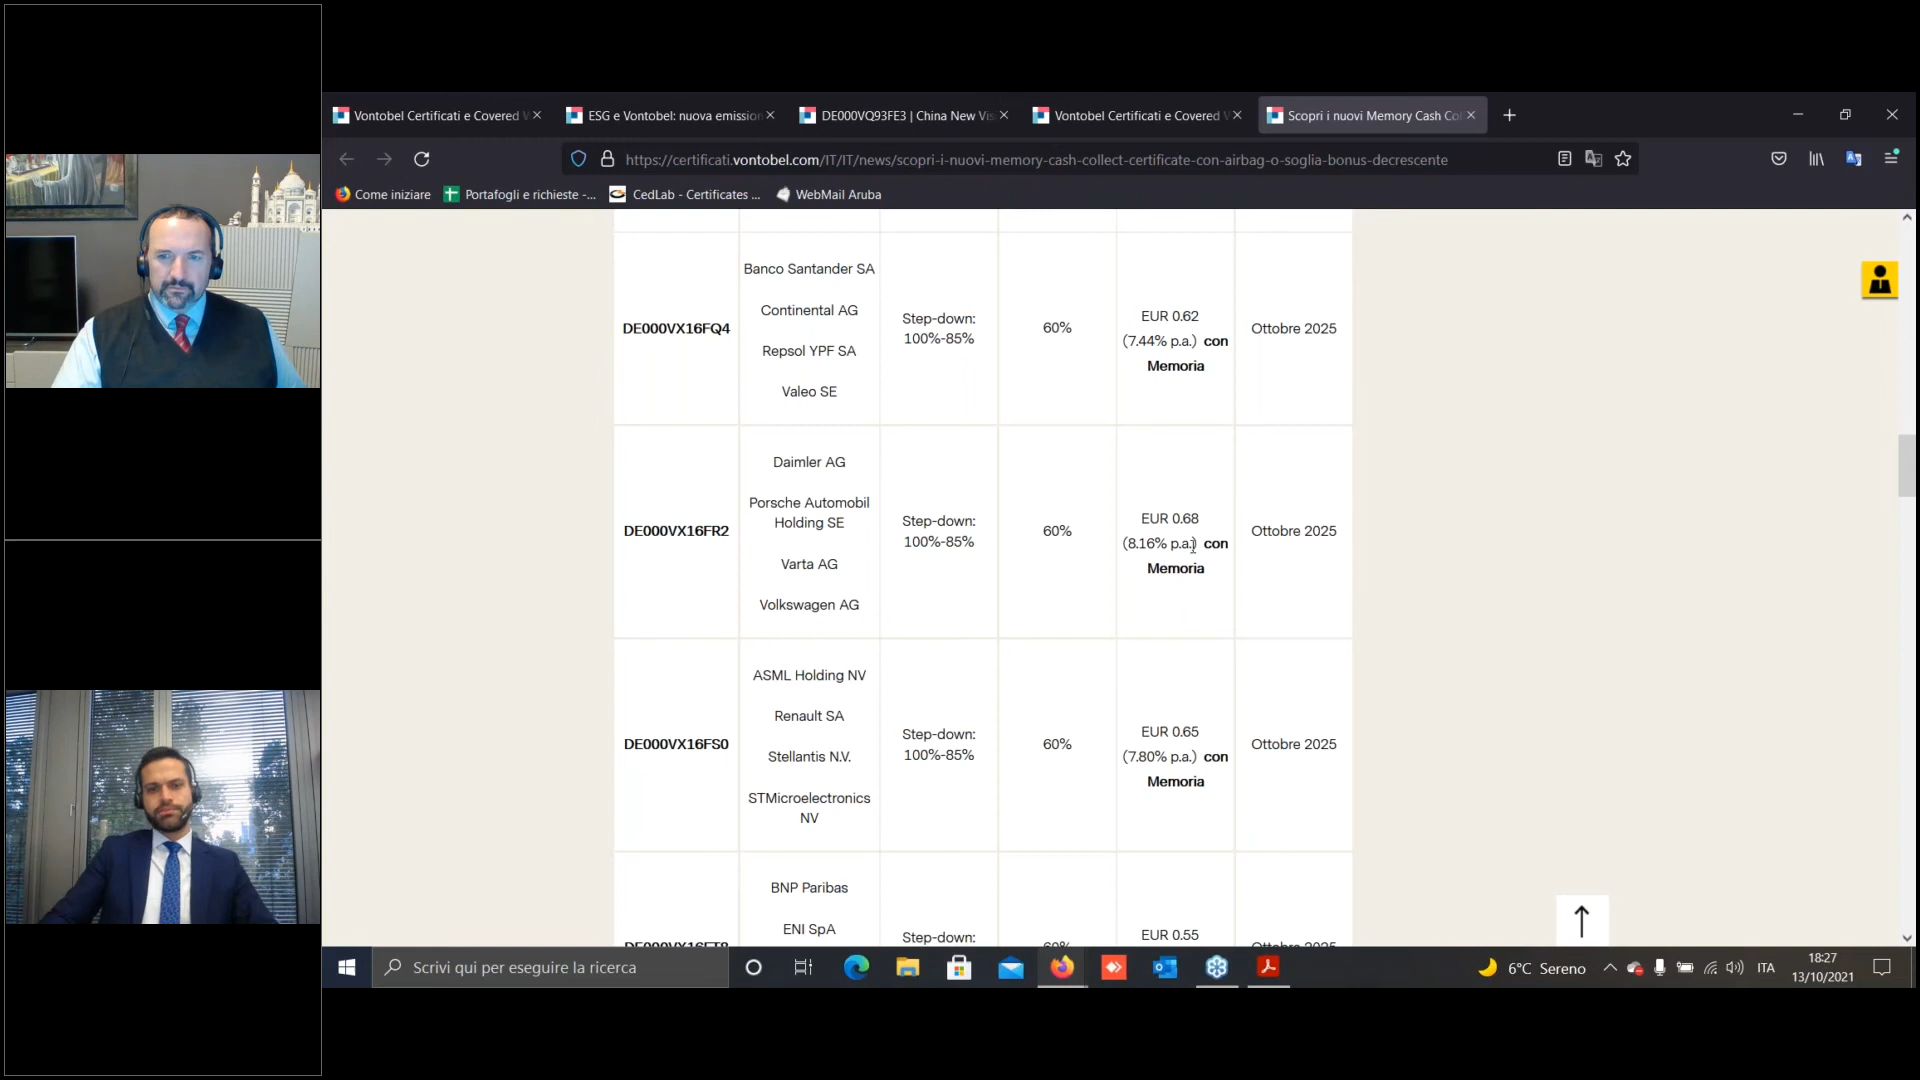 Vontobel Certificati e Covered W
ESG e Vontobel: nuova emission
DE000VQ93FE3 | China New Vis
Vontobel Certificati e Covered W
Scopri i nuovi Memory Cash Col
https://certificati.vontobel.com/IT/IT/news/scopri-i-nuovi-memory-cash-collect-certificate-con-airbag-o-soglia-bonus-decrescente
Come iniziare
Portafogli e richieste -...
CedLab - Certificates ...
WebMail Aruba
DE000VX16FQ4
Banco Santander SA
Continental AG
Repsol YPF SA
Valeo SE
Step-down:
100%-85%
60%
EUR 0.62
(7.44% p.a.) con
Memoria
Ottobre 2025
DE000VX16FR2
Daimler AG
Porsche Automobil
Holding SE
Varta AG
Volkswagen AG
Step-down:
100%-85%
60%
EUR 0.68
(8.16% p.a.) con
Memoria
Ottobre 2025
DE000VX16FS0
ASML Holding NV
Renault SA
Stellantis N.V.
STMicroelectronics
NV
Step-down:
100%-85%
60%
EUR 0.65
(7.80% p.a.) con
Memoria
Ottobre 2025
BNP Paribas
ENI SpA
Step-down:
60%
EUR 0.55
Ottobre 2025
Scrivi qui per eseguire la ricerca
6°C Sereno
ITA
18:27
13/10/2021